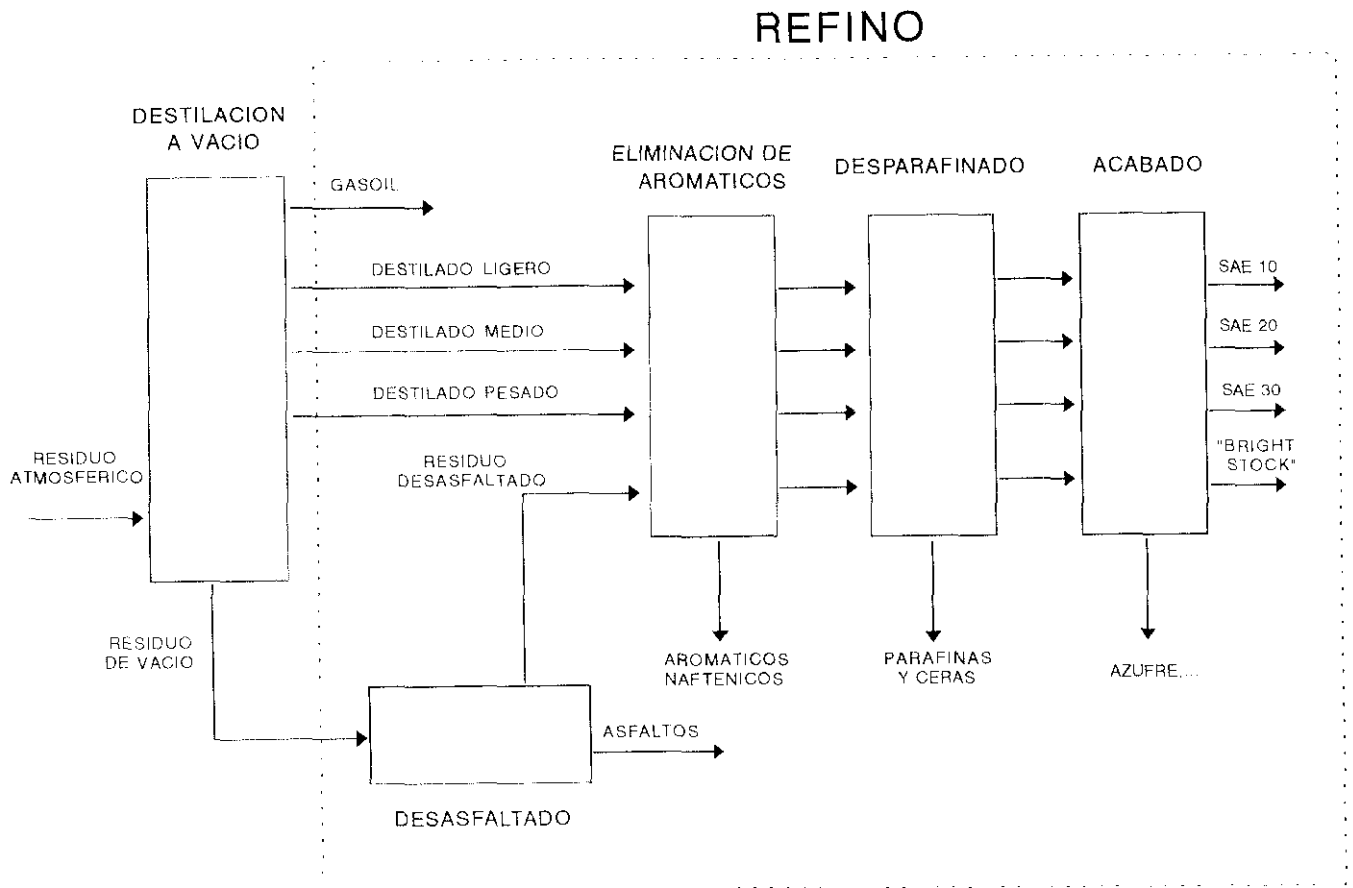 REFINO
DESTILACION
A VACIO
ELIMINACION DE
AROMATICOS
DESPARAFINADO
ACABADO
GASOIL
DESTILADO LIGERO
SAE 10
DESTILADO MEDIO
SAE 20
DESTILADO PESADO
SAE 30
RESIDUO
ATMOSFERICO
RESIDUO
DESASFALTADO
"BRIGHT
STOCK"
RESIDUO
DE VACIO
AROMATICOS
NAFTENICOS
PARAFINAS
Y CERAS
AZUFRE,...
ASFALTOS
DESASFALTADO